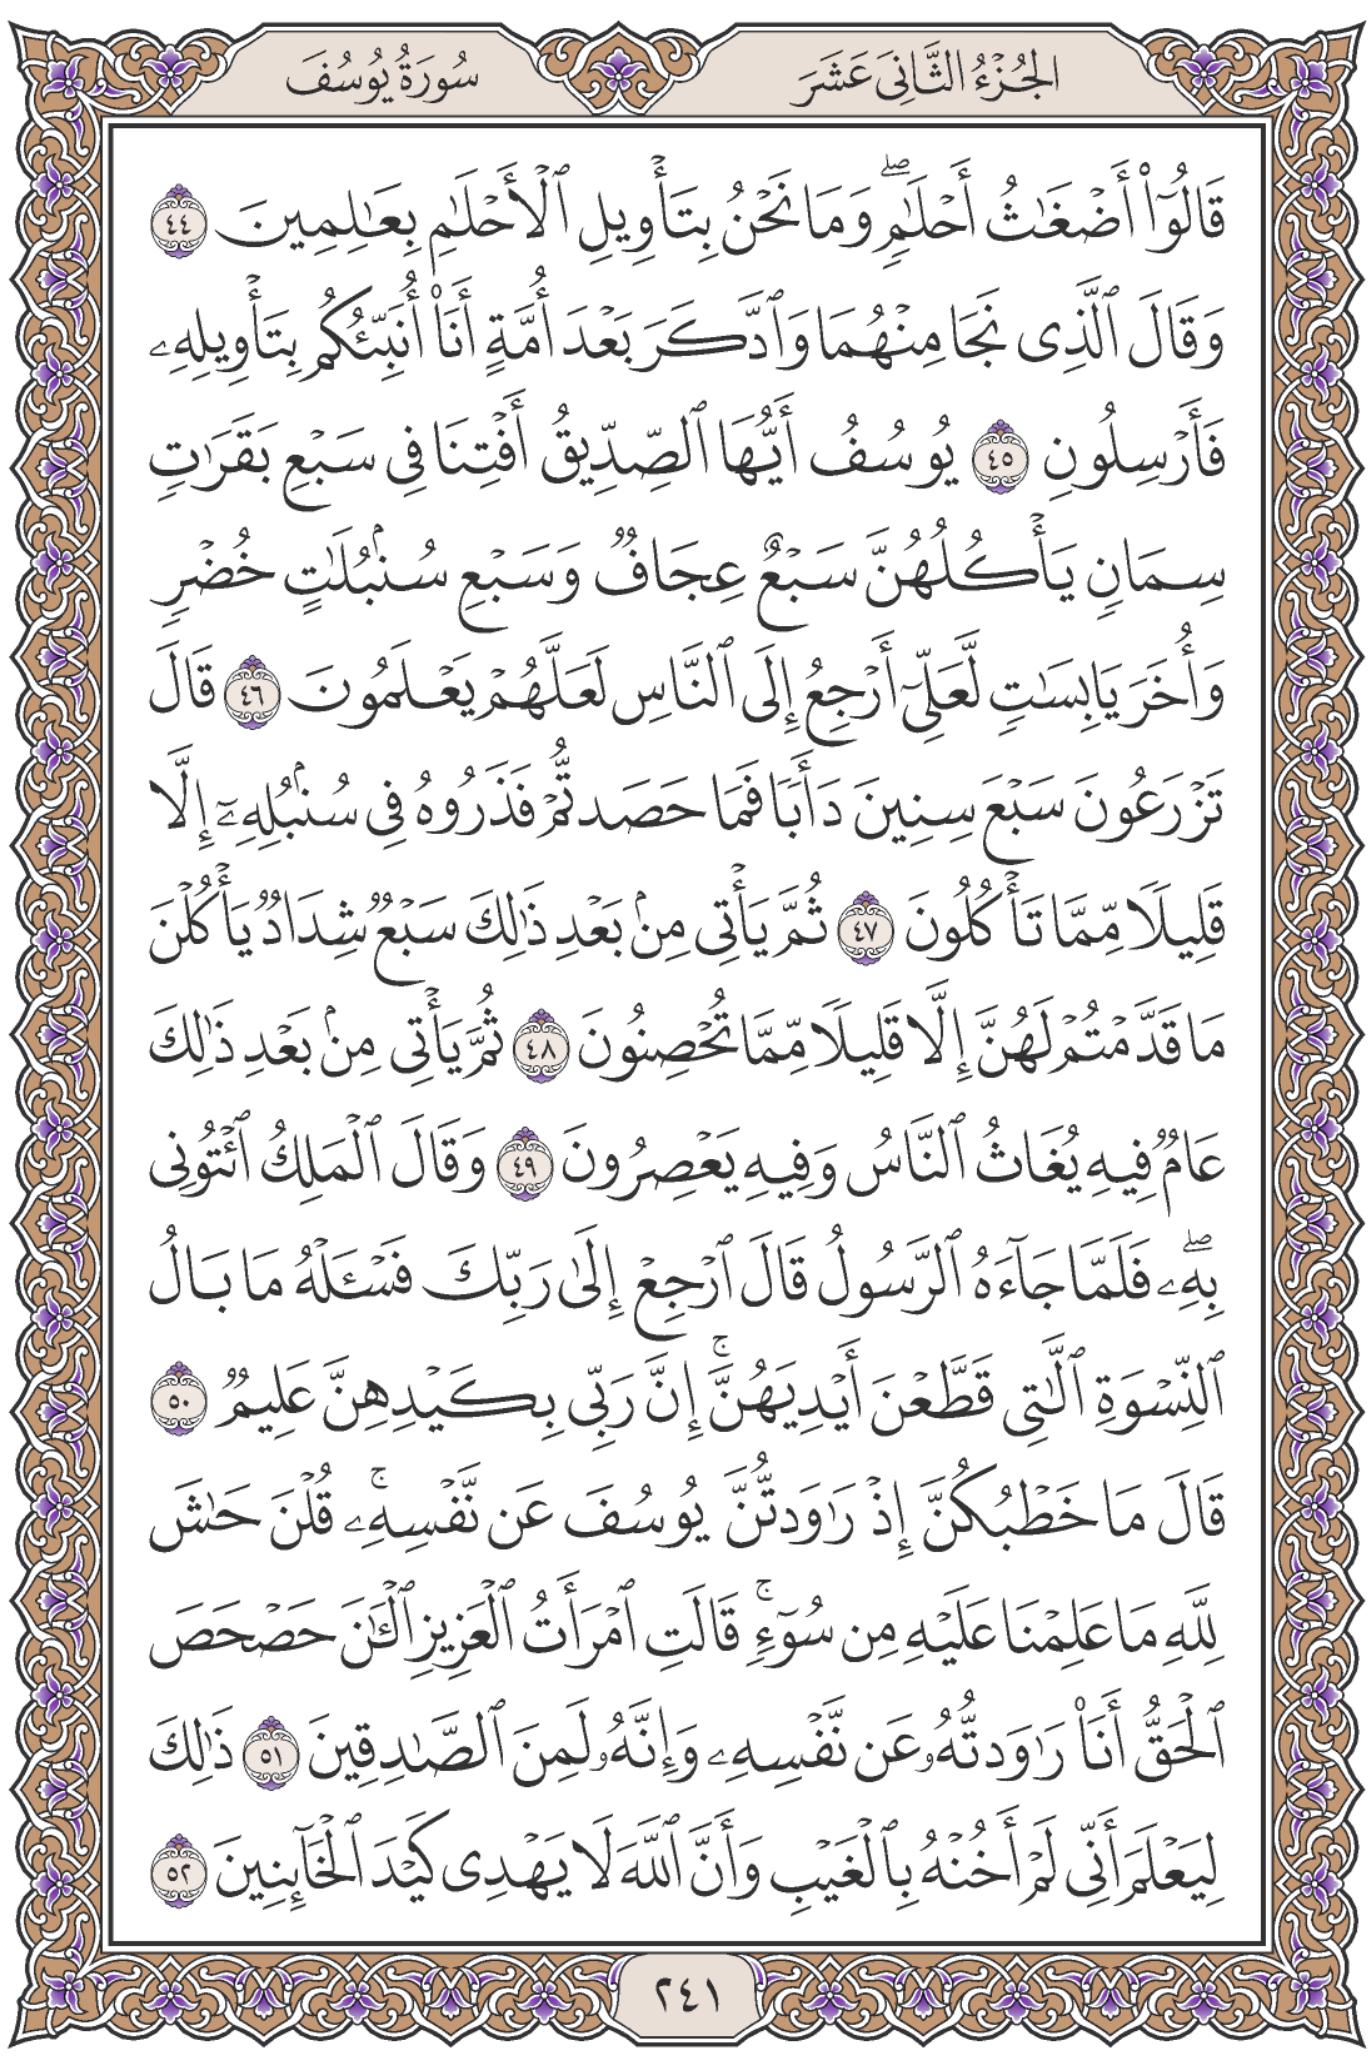 الجُزْءُ الثَّانِيَ عَشَرَ
سُورَةُ يُوسُفَ
قَالُوٓاْ أَضْغَٰثُ أَحْلَٰمٖۖ وَمَا نَحْنُ بِتَأْوِيلِ ٱلْأَحْلَٰمِ بِعَٰلِمِينَ ٤٤
وَقَالَ ٱلَّذِي نَجَا مِنْهُمَا وَٱدَّكَرَ بَعْدَ أُمَّةٍ أَنَا۠ أُنَبِّئُكُم بِتَأْوِيلِهِۦ
فَأَرْسِلُونِ ٤٥ يُوسُفُ أَيُّهَا ٱلصِّدِّيقُ أَفْتِنَا فِي سَبْعِ بَقَرَٰتٖ
سِمَانٖ يَأْكُلُهُنَّ سَبْعٌ عِجَافٞ وَسَبْعِ سُنۢبُلَٰتٍ خُضْرٖ
وَأُخَرَ يَابِسَٰتٖ لَّعَلِّيٓ أَرْجِعُ إِلَى ٱلنَّاسِ لَعَلَّهُمْ يَعْلَمُونَ ٤٦ قَالَ
تَزْرَعُونَ سَبْعَ سِنِينَ دَأَبٗا فَمَا حَصَدتُّمْ فَذَرُوهُ فِي سُنۢبُلِهِۦٓ إِلَّا
قَلِيلٗا مِّمَّا تَأْكُلُونَ ٤٧ ثُمَّ يَأْتِي مِنۢ بَعْدِ ذَٰلِكَ سَبْعٞ شِدَادٞ يَأْكُلْنَ
مَا قَدَّمْتُمْ لَهُنَّ إِلَّا قَلِيلٗا مِّمَّا تُحْصِنُونَ ٤٨ ثُمَّ يَأْتِي مِنۢ بَعْدِ ذَٰلِكَ
عَامٞ فِيهِ يُغَاثُ ٱلنَّاسُ وَفِيهِ يَعْصِرُونَ ٤٩ وَقَالَ ٱلْمَلِكُ ٱئْتُونِي
بِهِۦۖ فَلَمَّا جَآءَهُ ٱلرَّسُولُ قَالَ ٱرْجِعْ إِلَىٰ رَبِّكَ فَسْـَٔلْهُ مَا بَالُ
ٱلنِّسْوَةِ ٱلَّٰتِي قَطَّعْنَ أَيْدِيَهُنَّۚ إِنَّ رَبِّي بِكَيْدِهِنَّ عَلِيمٞ ٥٠
قَالَ مَا خَطْبُكُنَّ إِذْ رَٰوَدتُّنَّ يُوسُفَ عَن نَّفْسِهِۦۚ قُلْنَ حَٰشَ
لِلَّهِ مَا عَلِمْنَا عَلَيْهِ مِن سُوٓءٖۚ قَالَتِ ٱمْرَأَتُ ٱلْعَزِيزِ ٱلْـَٰٔنَ حَصْحَصَ
ٱلْحَقُّ أَنَا۠ رَٰوَدتُّهُۥ عَن نَّفْسِهِۦ وَإِنَّهُۥ لَمِنَ ٱلصَّٰدِقِينَ ٥١ ذَٰلِكَ
لِيَعْلَمَ أَنِّي لَمْ أَخُنْهُ بِٱلْغَيْبِ وَأَنَّ ٱللَّهَ لَا يَهْدِي كَيْدَ ٱلْخَآئِنِينَ ٥٢
٢٤١